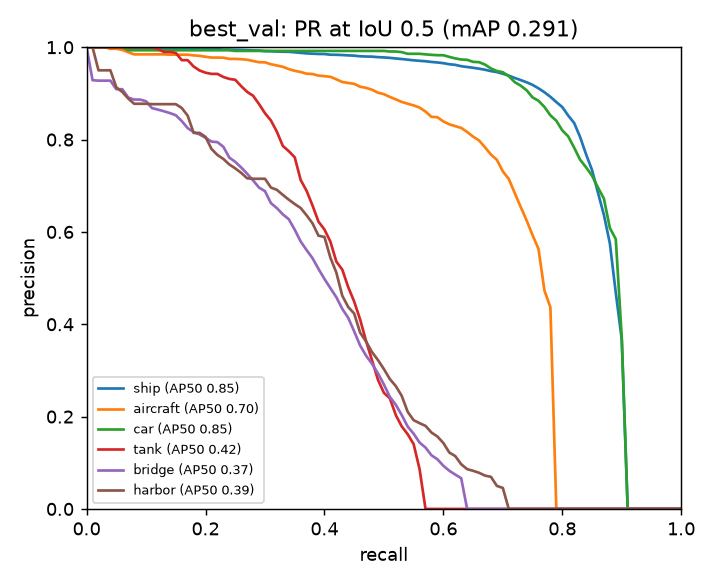 best_val: PR at IoU 0.5 (mAP 0.291)
precision
1.0
0.8
0.6
0.4
0.2
0.0
ship (AP50 0.85)
aircraft (AP50 0.70)
car (AP50 0.85)
tank (AP50 0.42)
bridge (AP50 0.37)
harbor (AP50 0.39)
0.0 0.2 0.4 0.6 0.8 1.0
recall